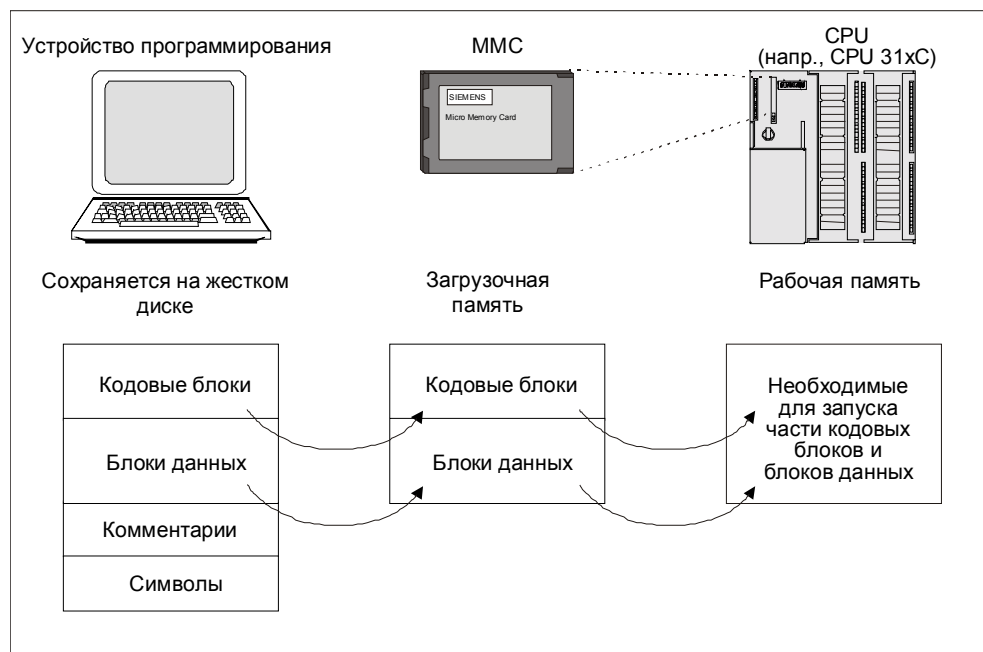 Устройство программирования
MMC
CPU
(напр., CPU 31xC)
SIEMENS
Micro Memory Card
Сохраняется на жестком
диске
Загрузочная
память
Рабочая память
Кодовые блоки
Блоки данных
Комментарии
Символы
Кодовые блоки
Блоки данных
Необходимые
для запуска
части кодовых
блоков и
блоков данных